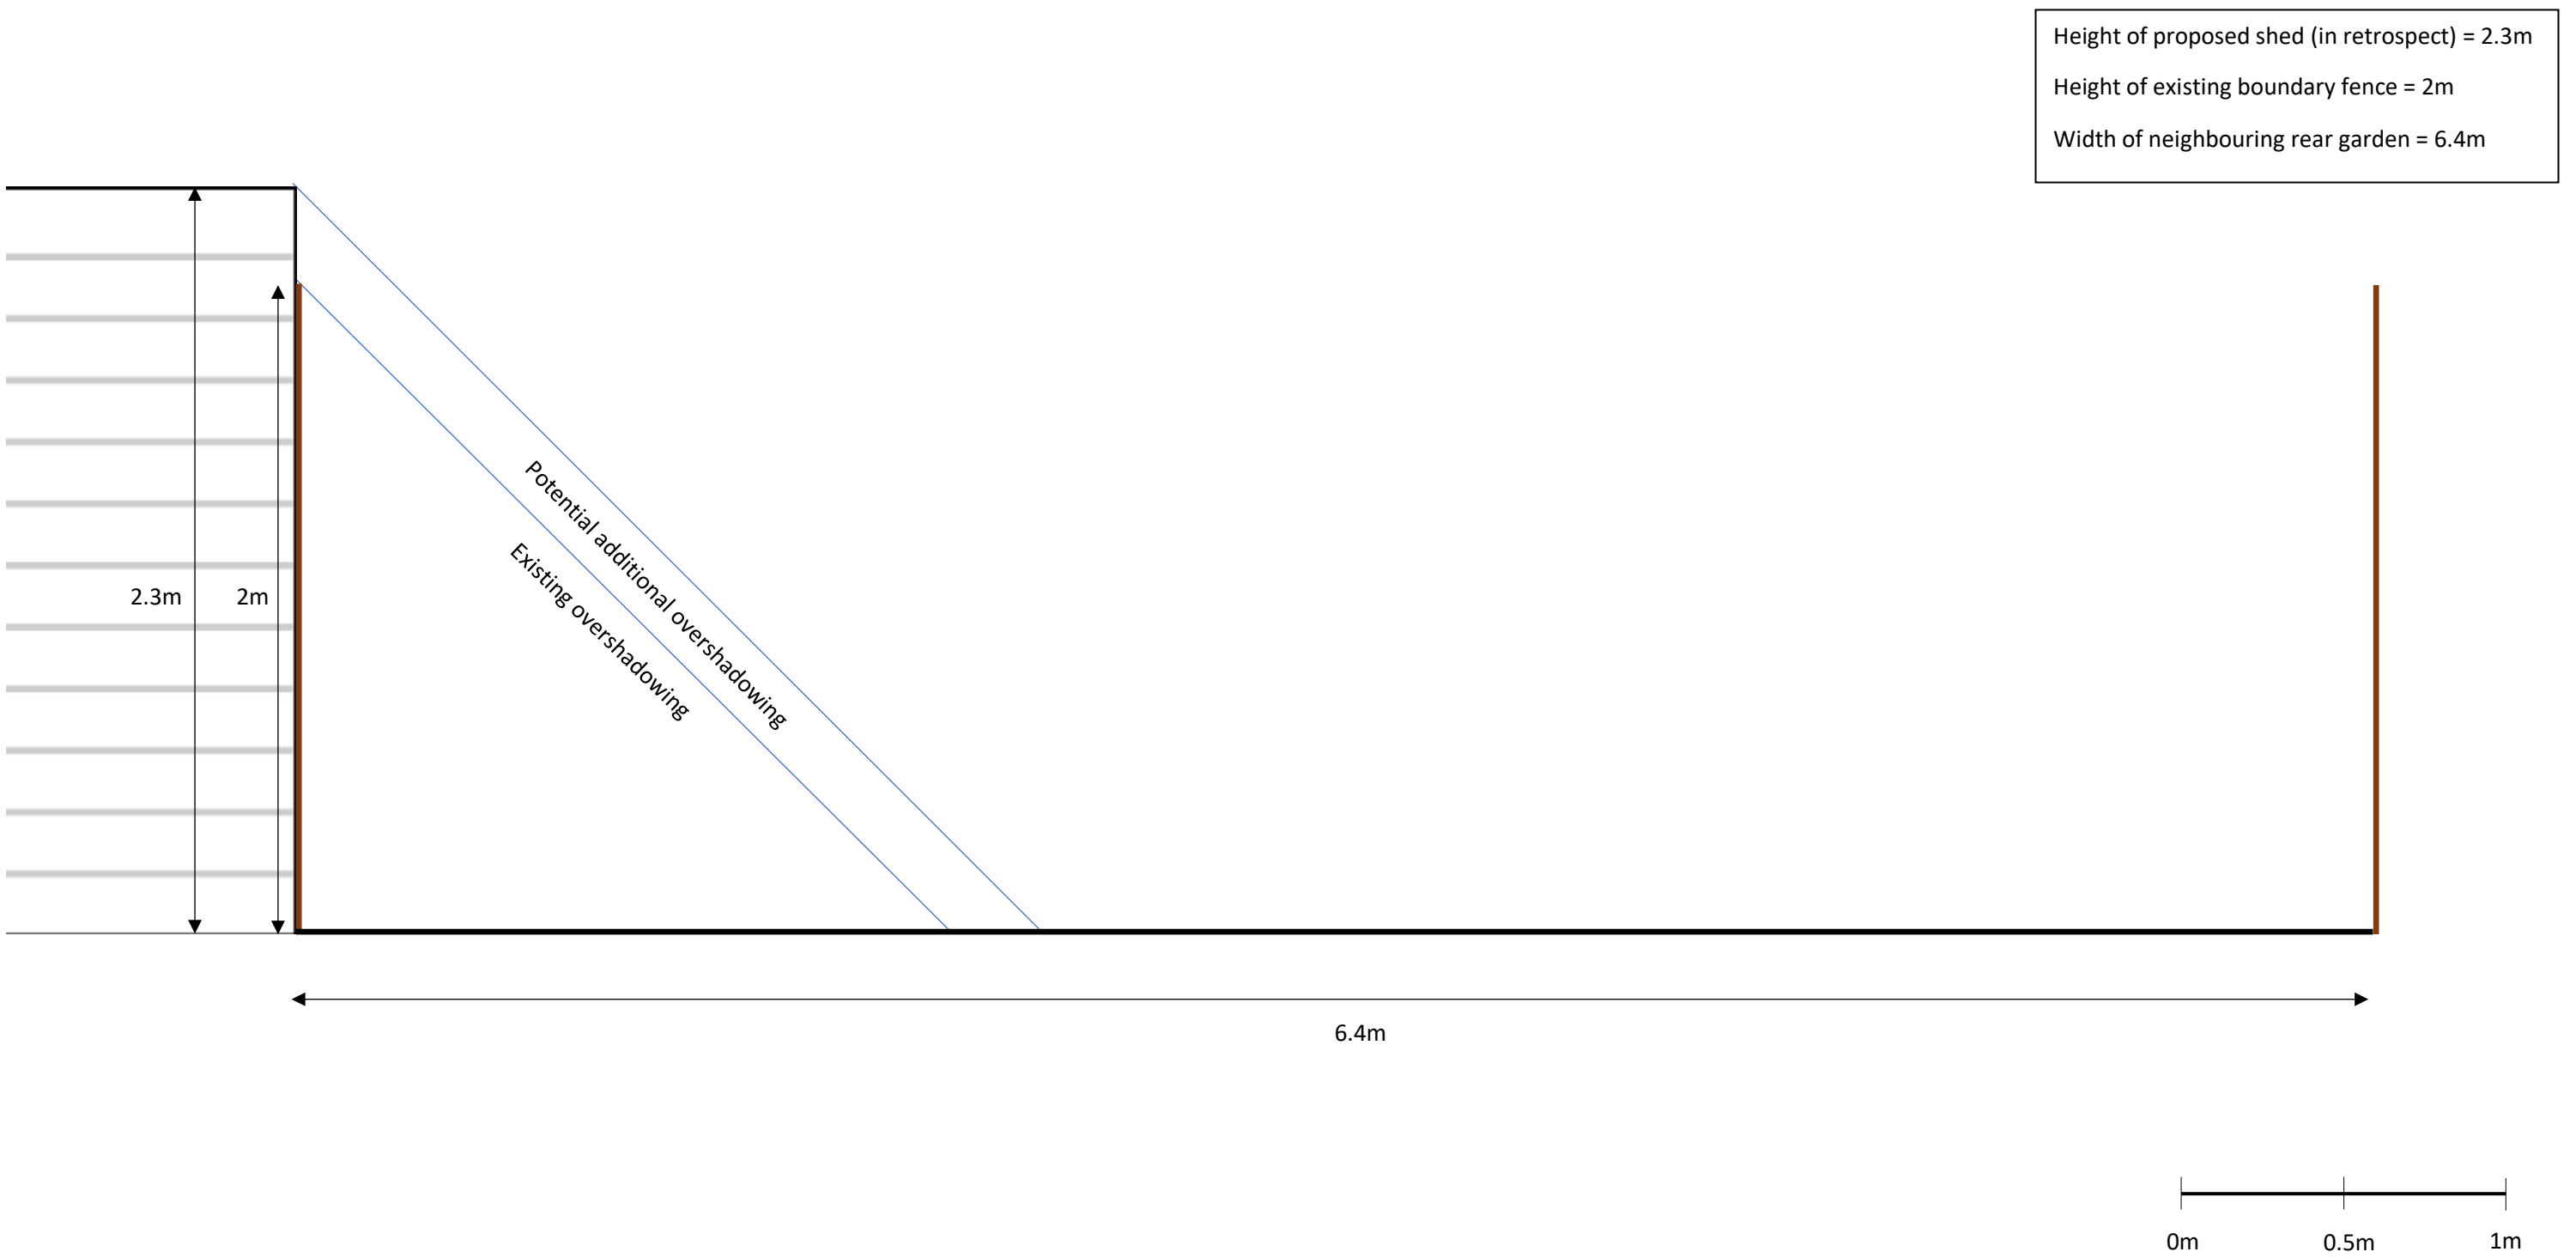 Height of proposed shed (in retrospect) = 2.3m
Height of existing boundary fence = 2m
Width of neighbouring rear garden = 6.4m
Potential additional overshadowing
Existing overshadowing
2.3m
2m
6.4m
0m
0.5m
1m